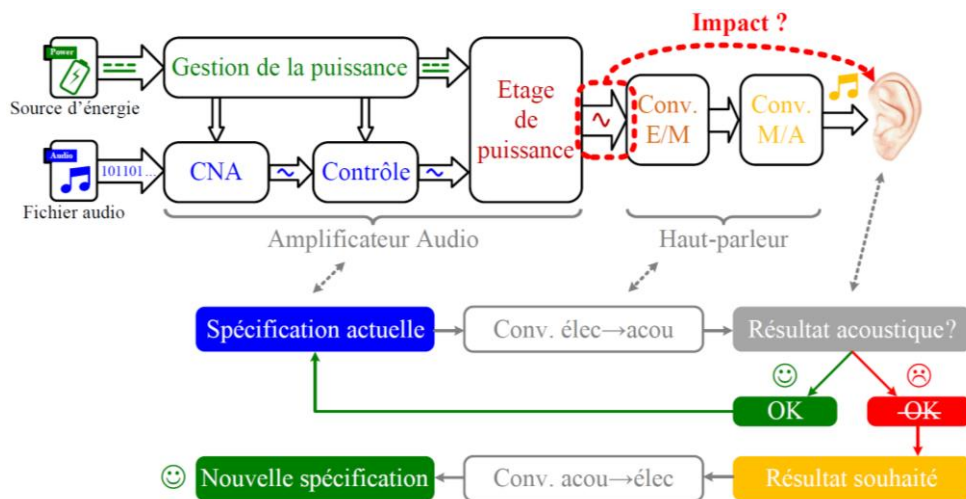 Impact ?
Power
Gestion de la puissance
Source d’énergie
Etage
de
puissance
Conv.
E/M
Conv.
M/A
Audio
101101...
CNA
Contrôle
Fichier audio
Amplificateur Audio
Haut-parleur
Spécification actuelle
Conv. élec→acou
Résultat acoustique?
OK
OK
Nouvelle spécification
Conv. acou→élec
Résultat souhaité